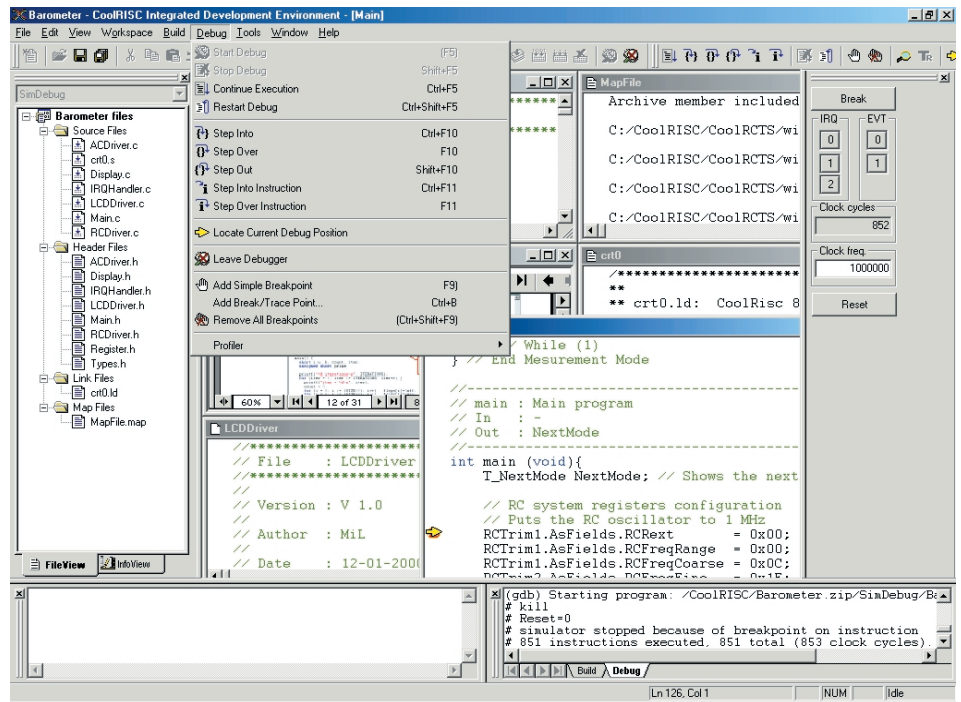 Barometer - CoolRISC Integrated Development Environment - [Main]
File Edit View Workspace Build Debug Tools Window Help
SimDebug
Barometer files
Source Files
ACDriver.c
crt0.s
Display.c
IRQHandler.c
LCDDriver.c
Main.c
RCDriver.c
Header Files
ACDriver.h
Display.h
IRQHandler.h
LCDDriver.h
Main.h
RCDriver.h
Register.h
Types.h
Link Files
crt0.ld
Map Files
MapFile.map
FileView InfoView
Start Debug (F5)
Stop Debug Shift+F5
Continue Execution Ctrl+F5
Restart Debug Ctrl+Shift+F5
Step Into Ctrl+F10
Step Over F10
Step Out Shift+F10
Step Into Instruction Ctrl+F11
Step Over Instruction F11
Locate Current Debug Position
Leave Debugger
Add Simple Breakpoint F9)
Add Break/Trace Point... Ctrl+B
Remove All Breakpoints (Ctrl+Shift+F9)
Profiler
60% 12 of 31 8
LCDDriver
//**********************
// File : LCDDriver
//**********************
//
// Version : V 1.0
//
// Author : MiL
//
// Date : 12-01-200
MapFile
Archive member included
C:/CoolRISC/CoolRCTS/wi
C:/CoolRISC/CoolRCTS/wi
C:/CoolRISC/CoolRCTS/wi
C:/CoolRISC/CoolRCTS/wi
crt0
/***********************
**
** crt0.ld: CoolRisc 8
/ While (1)
} // End Mesurement Mode
//----------------------------------------
// main : Main program
// In : -
// Out : NextMode
//----------------------------------------
int main (void){
T_NextMode NextMode; // Shows the next
// RC system registers configuration
// Puts the RC oscillator to 1 MHz
RCTrim1.AsFields.RCRext = 0x00;
RCTrim1.AsFields.RCFreqRange = 0x00;
RCTrim1.AsFields.RCFreqCoarse = 0x0C;
RCTrim2.AsFields.RCFreqFine = 0x1F;
Break
IRQ EVT
0 0
1 1
2
Clock cycles
852
Clock freq.
1000000
Reset
(gdb) Starting program: /CoolRISC/Barometer.zip/SimDebug/Ba
# kill
# Reset=0
# simulator stopped because of breakpoint on instruction
# 851 instructions executed, 851 total (853 clock cycles).
Build Debug
Ln 126, Col 1 NUM Idle